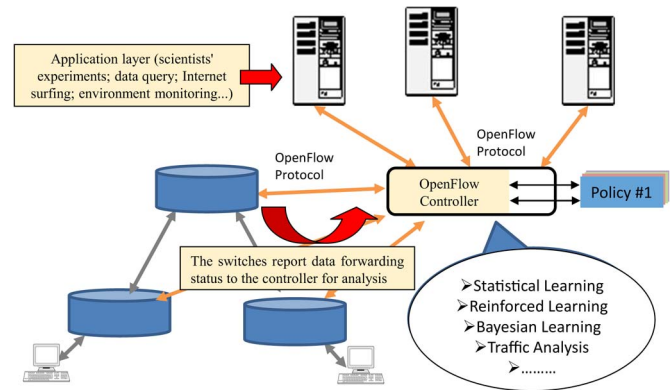 Application layer (scientists'
experiments; data query; Internet
surfing; environment monitoring...)
OpenFlow
Protocol
OpenFlow
Protocol
OpenFlow
Controller
Policy #1
The switches report data forwarding
status to the controller for analysis
➢Statistical Learning
➢Reinforced Learning
➢Bayesian Learning
➢Traffic Analysis
➢.........